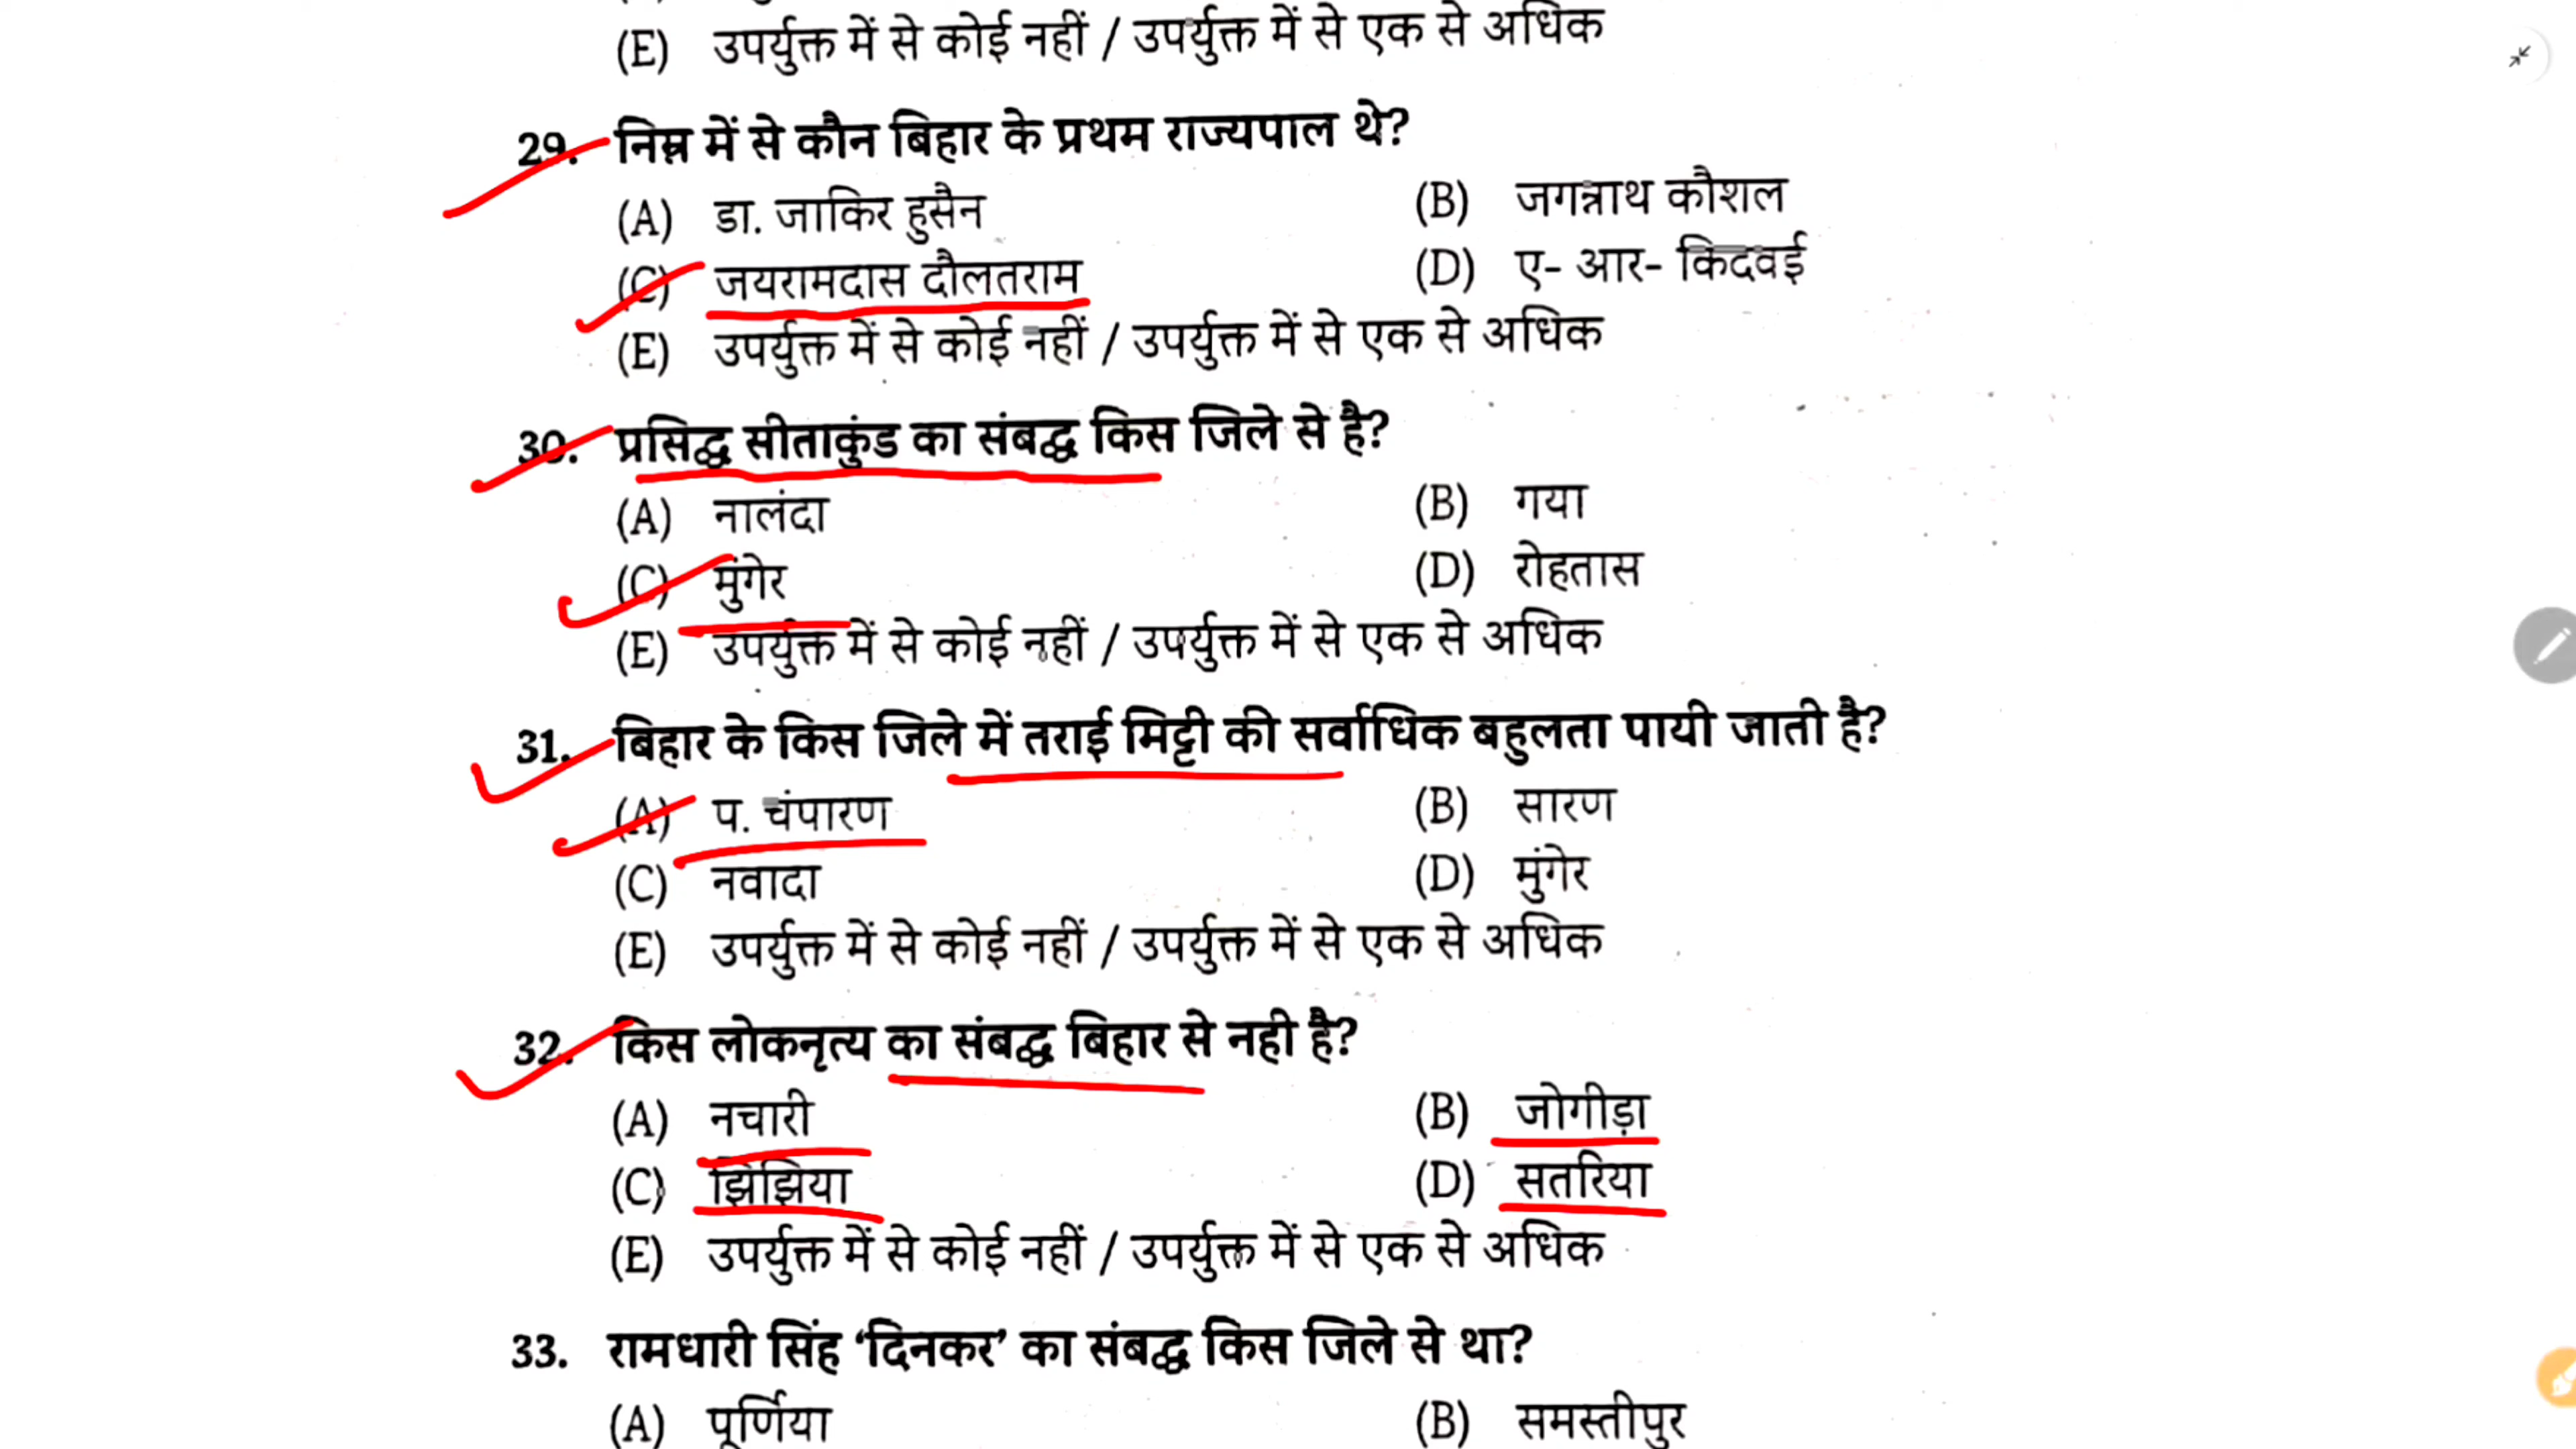 (E) उपर्युक्त में से कोई नहीं / उपर्युक्त में से एक से अधिक
29. निम्न में से कौन बिहार के प्रथम राज्यपाल थे?
(A) डा. जाकिर हुसैन (B) जगन्नाथ कौशल
(C) जयरामदास दौलतराम (D) ए- आर- किदवई
(E) उपर्युक्त में से कोई नहीं / उपर्युक्त में से एक से अधिक
30. प्रसिद्ध सीताकुंड का संबद्ध किस जिले से है?
(A) नालंदा (B) गया
(C) मुंगेर (D) रोहतास
(E) उपर्युक्त में से कोई नहीं / उपर्युक्त में से एक से अधिक
31. बिहार के किस जिले में तराई मिट्टी की सर्वाधिक बहुलता पायी जाती है?
(A) प. चंपारण (B) सारण
(C) नवादा (D) मुंगेर
(E) उपर्युक्त में से कोई नहीं / उपर्युक्त में से एक से अधिक
32. किस लोकनृत्य का संबद्ध बिहार से नही है?
(A) नचारी (B) जोगीड़ा
(C) झिंझिया (D) सतरिया
(E) उपर्युक्त में से कोई नहीं / उपर्युक्त में से एक से अधिक
33. रामधारी सिंह ‘दिनकर’ का संबद्ध किस जिले से था?
(A) पूर्णिया (B) समस्तीपुर